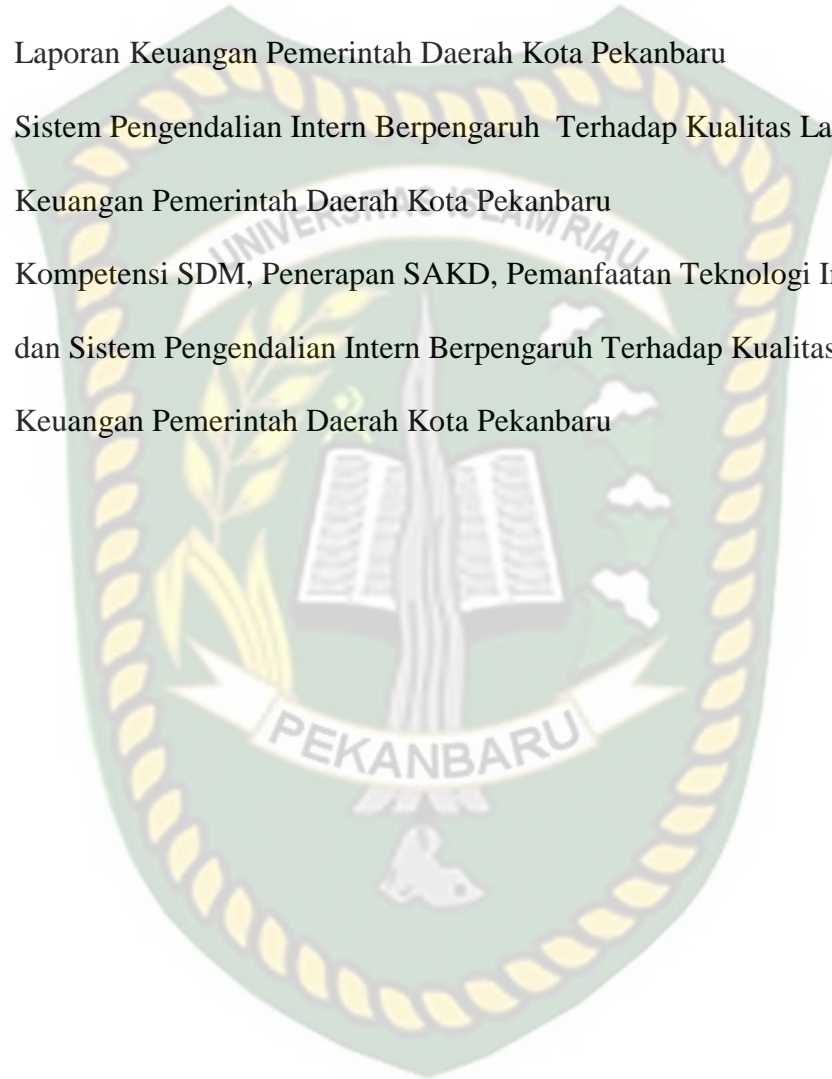 Laporan Keuangan Pemerintah Daerah Kota Pekanbaru
Sistem Pengendalian Intern Berpengaruh Terhadap Kualitas La
Keuangan Pemerintah Daerah Kota Pekanbaru
UNIVERSITAS ISLAM RIAU
Kompetensi SDM, Penerapan SAKD, Pemanfaatan Teknologi I
dan Sistem Pengendalian Intern Berpengaruh Terhadap Kualitas
Keuangan Pemerintah Daerah Kota Pekanbaru
PEKANBARU